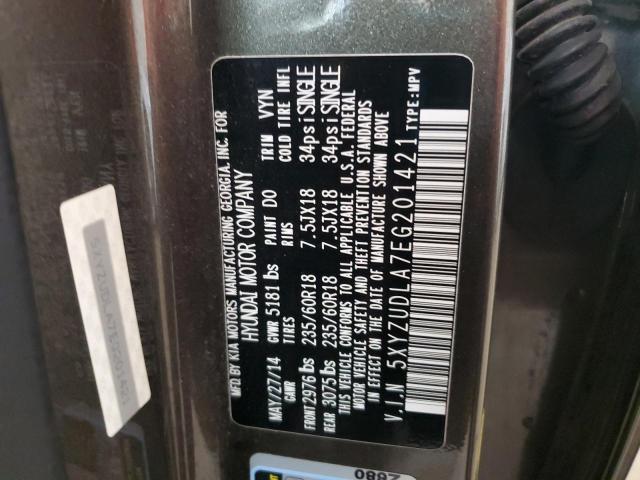 MFD BY KIA MOTORS MANUFACTURING GEORGIA, INC. FOR
HYUNDAI MOTOR COMPANY
MAY/27/14 PAINT DO TRIM VYN
GAWR GVWR 5181 lbs TIRES RIMS COLD TIRE INFL
FRONT 2976 lbs 235/60R18 7.5JX18 34psi SINGLE
REAR 3075 lbs 235/60R18 7.5JX18 34psi SINGLE
THIS VEHICLE CONFORMS TO ALL APPLICABLE U.S.A. FEDERAL
MOTOR VEHICLE SAFETY AND THEFT PREVENTION STANDARDS
IN EFFECT ON THE DATE OF MANUFACTURE SHOWN ABOVE
V.I.N 5XYZUDLA7EG201421 TYPE:MPV
2680